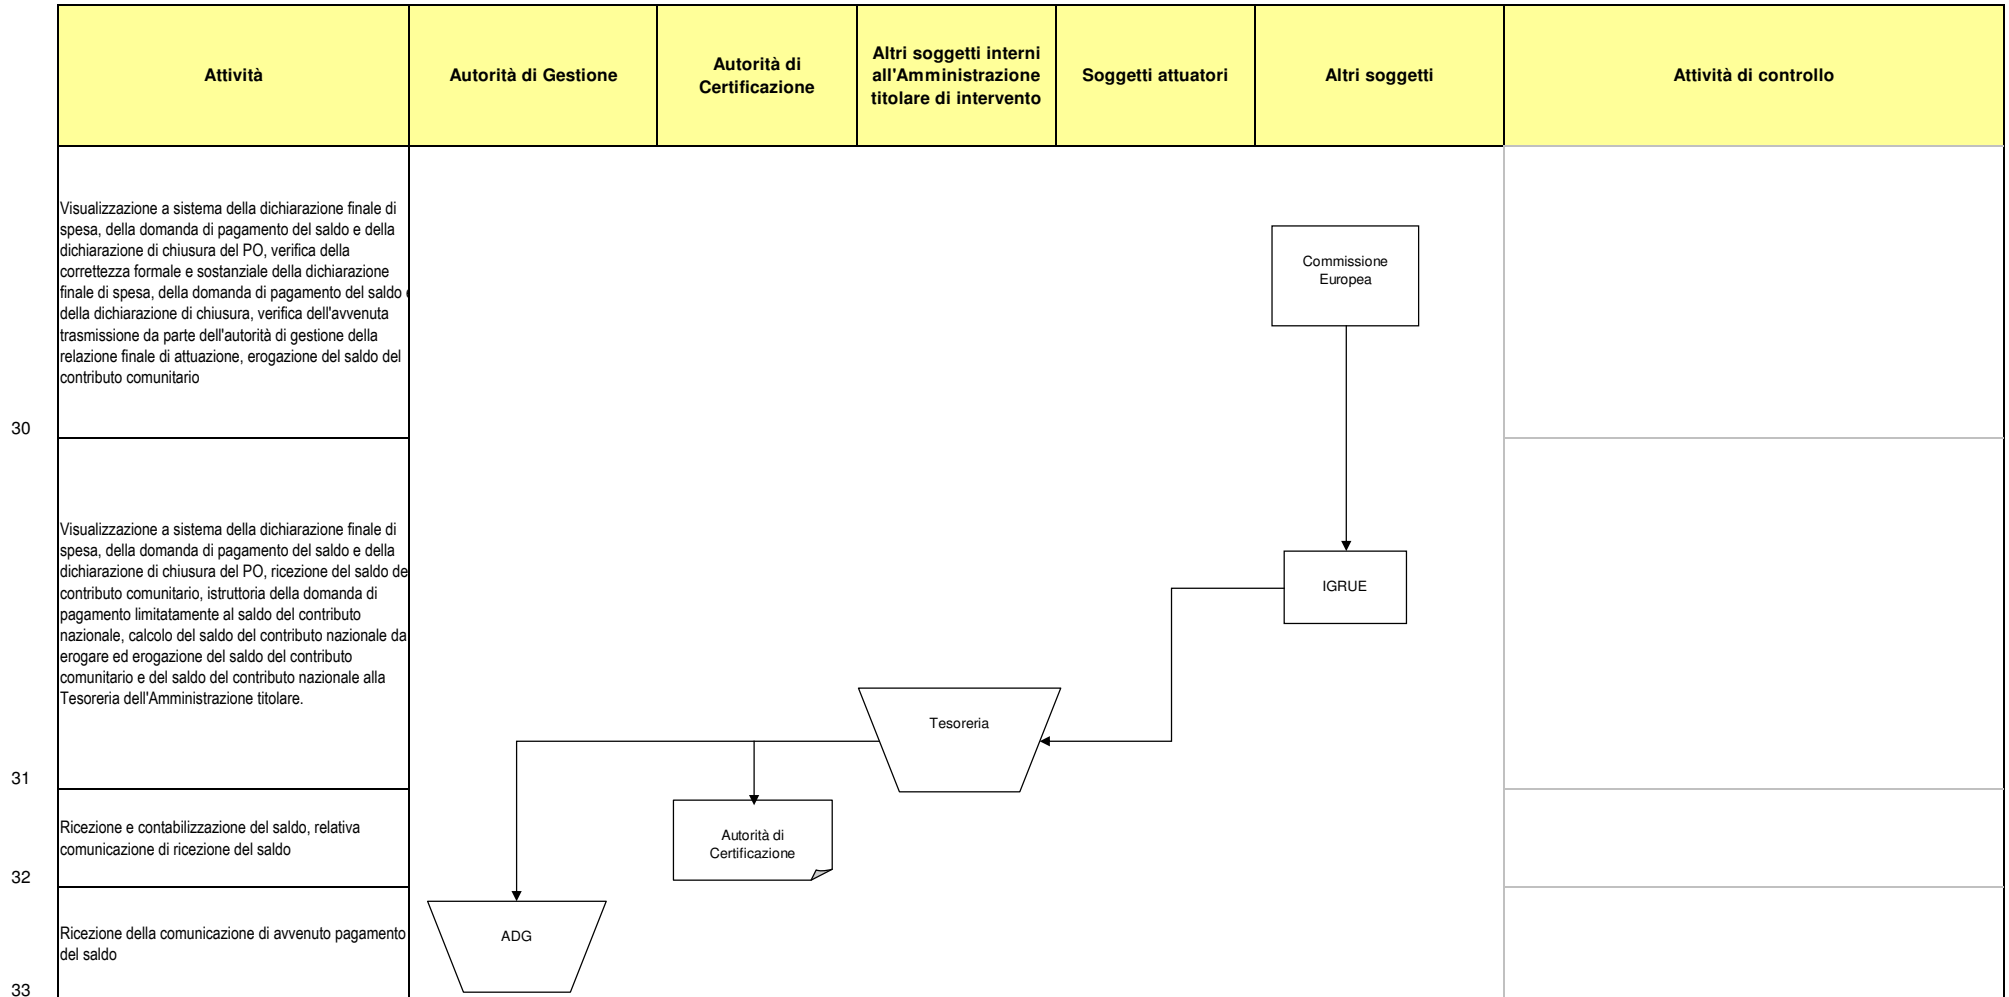 Attività
Autorità di Gestione
Autorità di
Certificazione
Altri soggetti interni
all'Amministrazione
titolare di intervento
Soggetti attuatori
Altri soggetti
Attività di controllo
Visualizzazione a sistema della dichiarazione finale di
spesa, della domanda di pagamento del saldo e della
dichiarazione di chiusura del PO, verifica della
correttezza formale e sostanziale della dichiarazione
finale di spesa, della domanda di pagamento del saldo e
della dichiarazione di chiusura, verifica dell'avvenuta
trasmissione da parte dell'autorità di gestione della
relazione finale di attuazione, erogazione del saldo del
contributo comunitario
Commissione
Europea
30
Visualizzazione a sistema della dichiarazione finale di
spesa, della domanda di pagamento del saldo e della
dichiarazione di chiusura del PO, ricezione del saldo de
contributo comunitario, istruttoria della domanda di
pagamento limitatamente al saldo del contributo
nazionale, calcolo del saldo del contributo nazionale da
erogare ed erogazione del saldo del contributo
comunitario e del saldo del contributo nazionale alla
Tesoreria dell'Amministrazione titolare.
IGRUE
Tesoreria
31
Ricezione e contabilizzazione del saldo, relativa
comunicazione di ricezione del saldo
Autorità di
Certificazione
32
Ricezione della comunicazione di avvenuto pagamento
del saldo
ADG
33